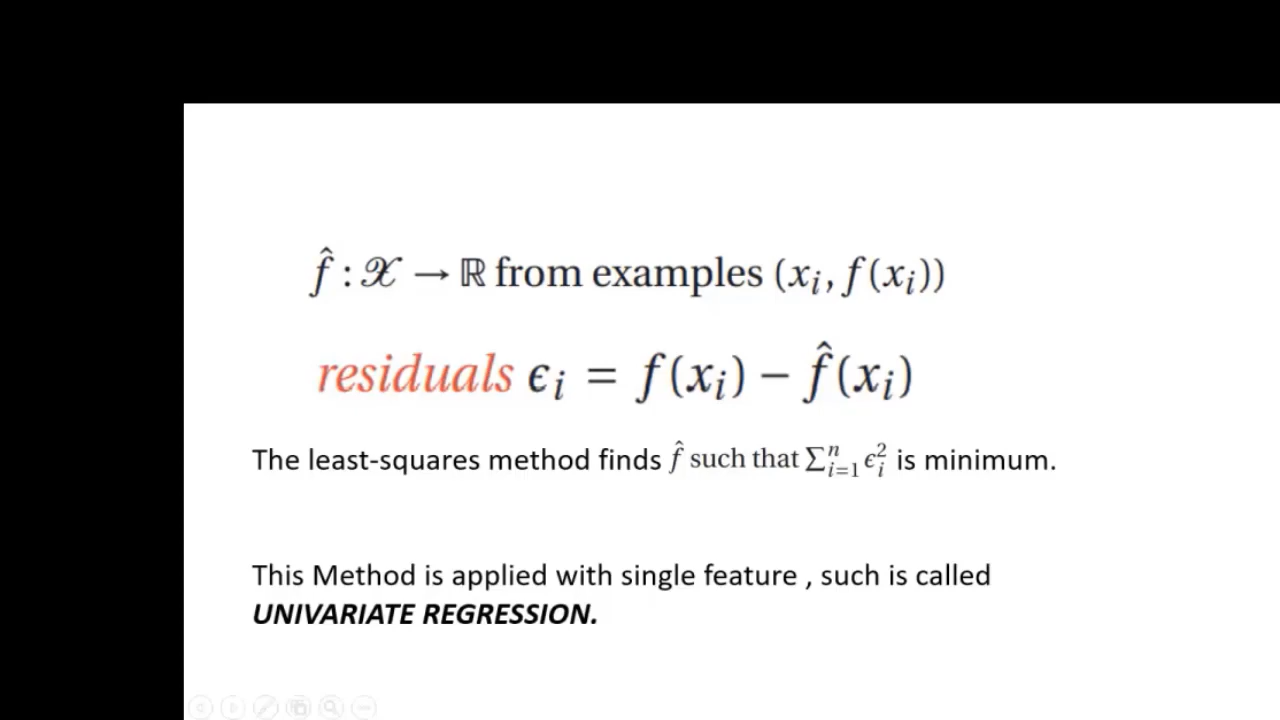 f̂ : 𝒳 → ℝ from examples (xᵢ, f(xᵢ))
residuals ϵᵢ = f(xᵢ) − f̂(xᵢ)
The least-squares method finds f̂ such that ∑ⁿᵢ₌₁ ϵᵢ² is minimum.
This Method is applied with single feature , such is called
UNIVARIATE REGRESSION.